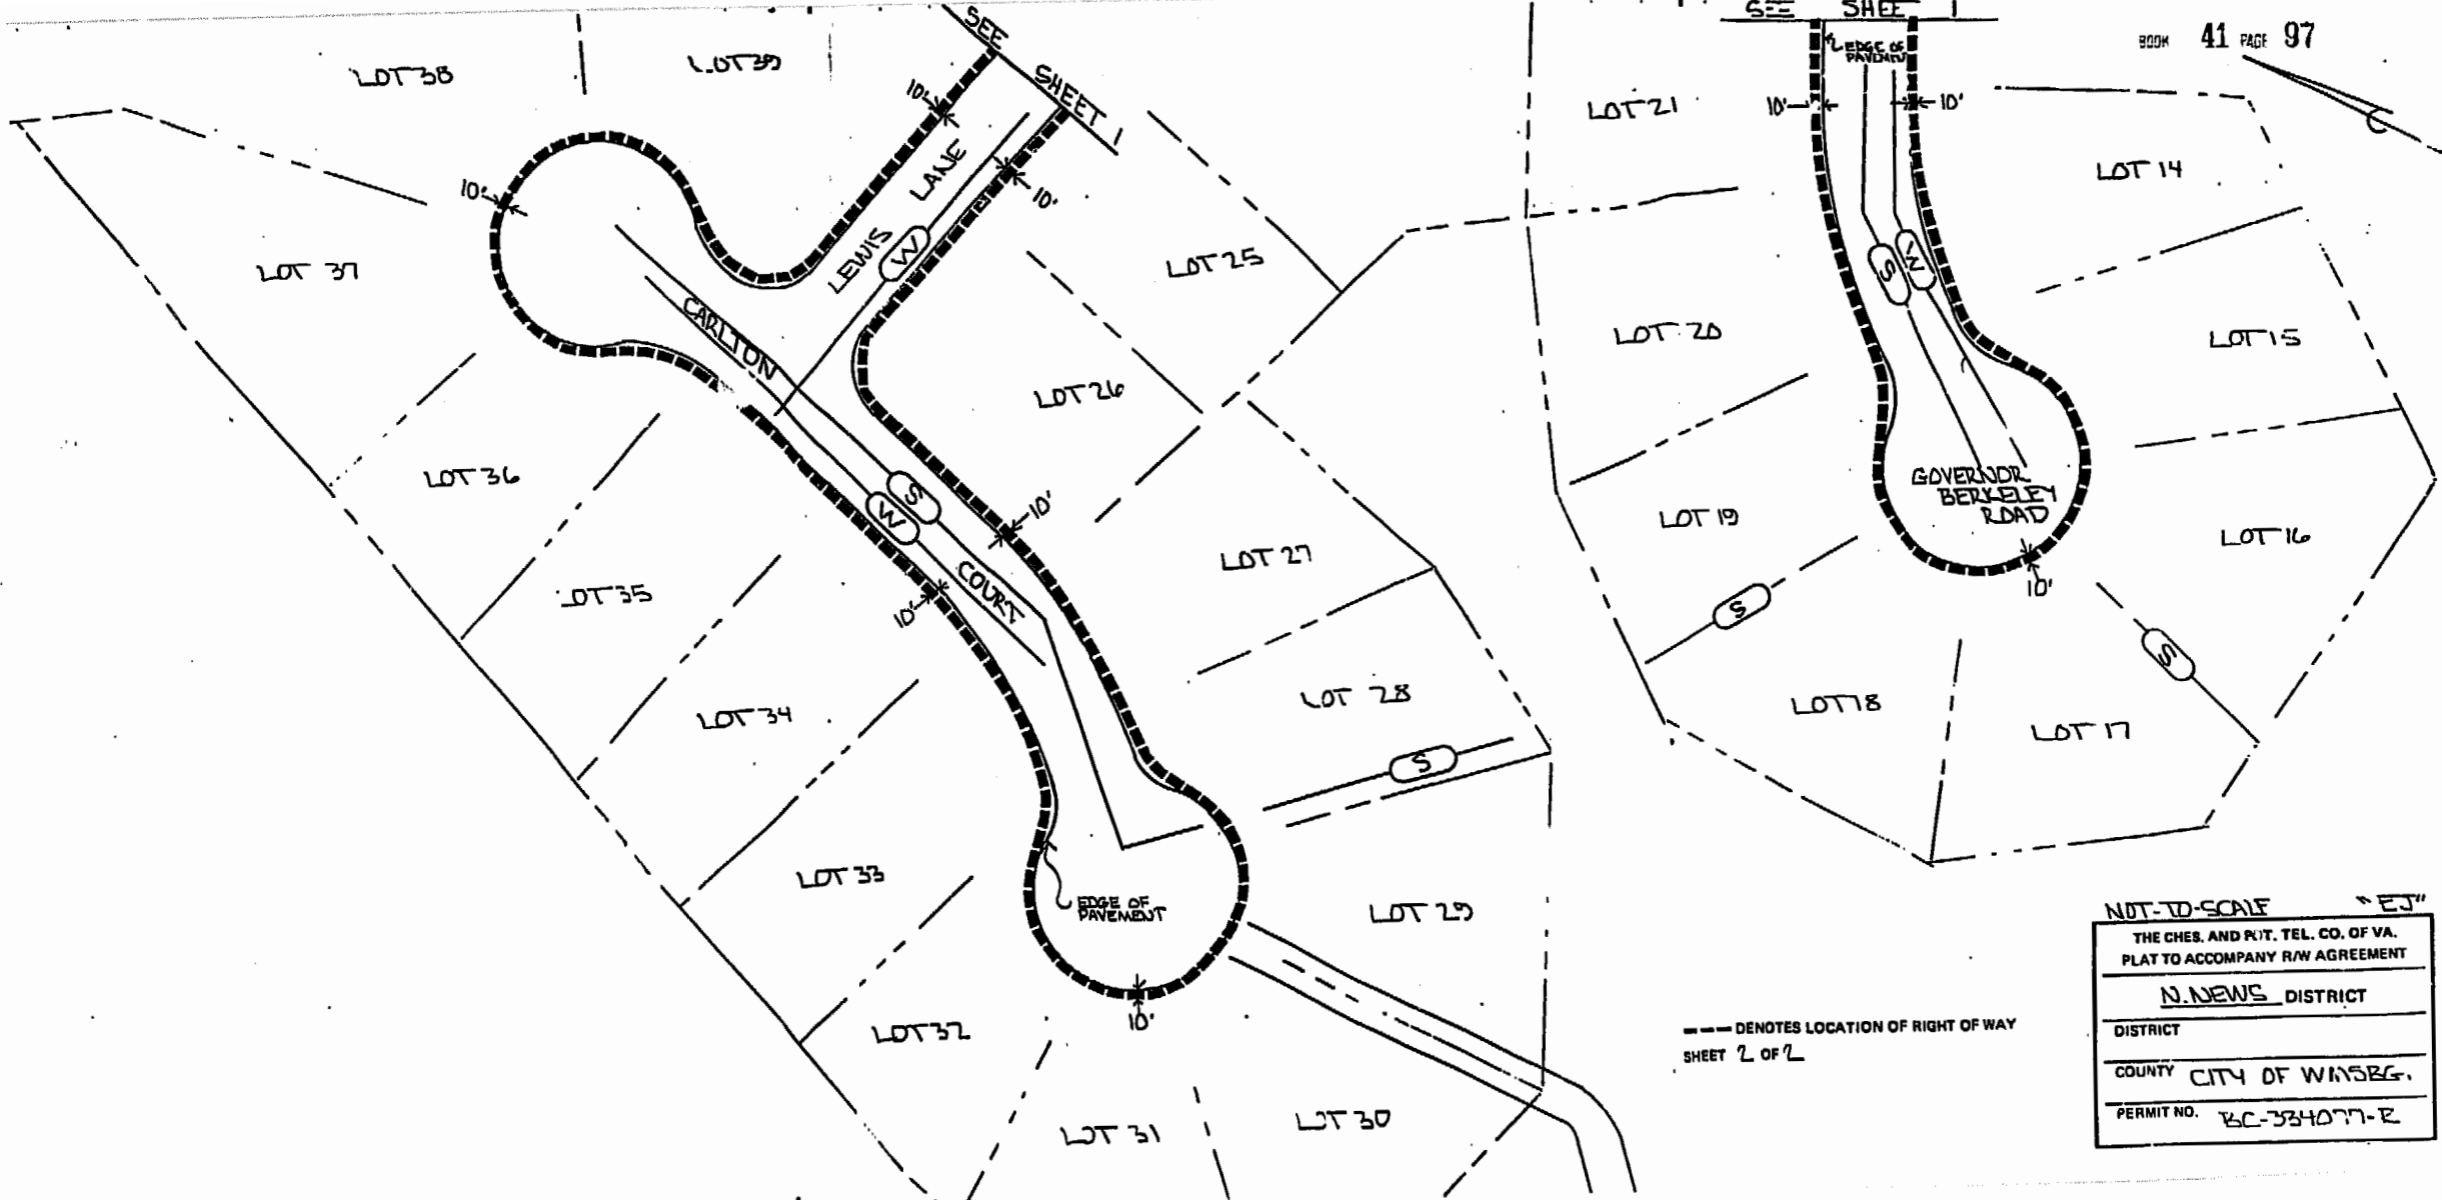 BOOK 41 PAGE 97
SEE SHEET 1
SEE SHEE 1
EDGE OF
PAVEMENT
LOT 38
LOT 39
LOT 21
LOT 14
10'
10'
10'
10'
10'
LEWIS LANE
W
LOT 37
LOT 25
LOT 20
LOT 15
S
W
CARLTON
LOT 26
LOT 36
S
W
10'
GOVERNOR
BERKELEY
ROAD
LOT 19
LOT 16
LOT 27
LOT 35
COURT
10'
10'
S
S
LOT 34
LOT 28
LOT 18
LOT 17
S
LOT 33
EDGE OF
PAVEMENT
LOT 29
10'
LOT 32
LOT 31
LOT 30
--- DENOTES LOCATION OF RIGHT OF WAY
SHEET 2 OF 2
NOT-TO-SCALE "EJ"
THE CHES. AND POT. TEL. CO. OF VA.
PLAT TO ACCOMPANY R/W AGREEMENT
N. NEWS DISTRICT
DISTRICT
COUNTY CITY OF WMSBG.
PERMIT NO. BC-334077-E